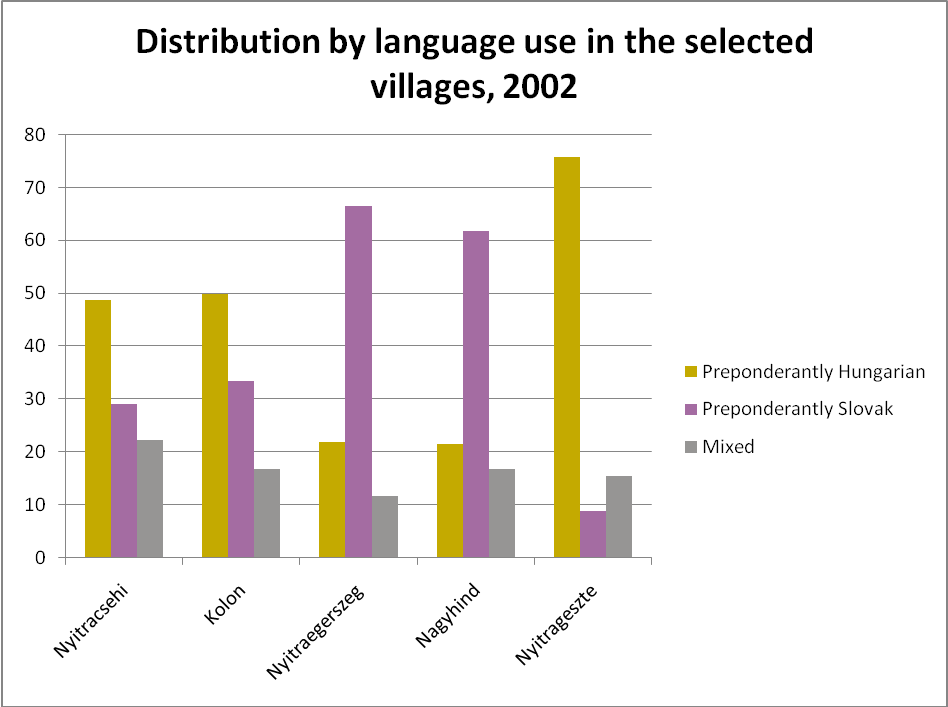 Distribution by language use in the selected
villages, 2002
80
70
60
50
40
30
20
10
0
Nyitracsehi
Kolon
Nyitraegerszeg
Nagyhind
Nyitrageszte
Preponderantly Hungarian
Preponderantly Slovak
Mixed